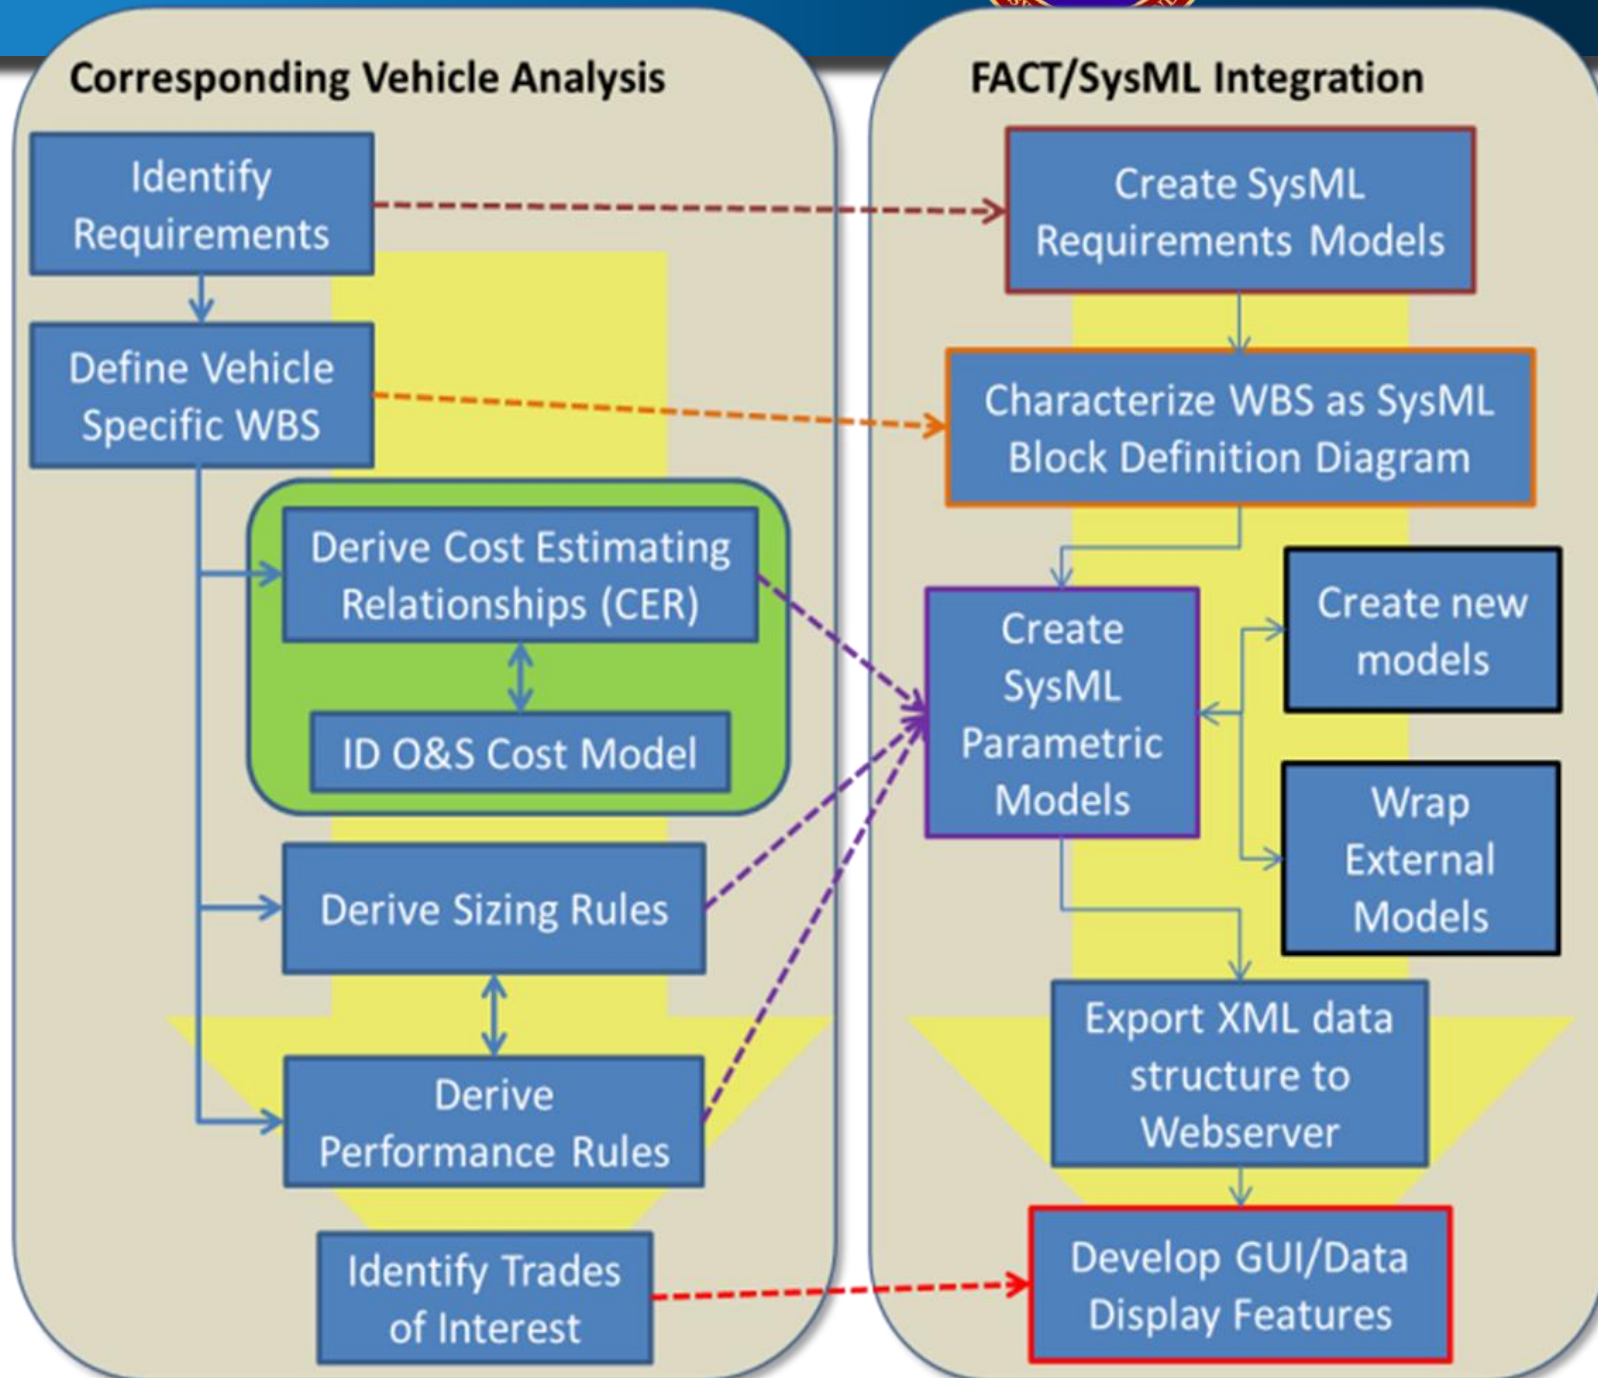 Corresponding Vehicle Analysis
Identify
Requirements
Define Vehicle
Specific WBS
Derive Cost Estimating
Relationships (CER)
ID O&S Cost Model
Derive Sizing Rules
Derive
Performance Rules
Identify Trades
of Interest
FACT/SysML Integration
Create SysML
Requirements Models
Characterize WBS as SysML
Block Definition Diagram
Create
SysML
Parametric
Models
Create new
models
Wrap
External
Models
Export XML data
structure to
Webserver
Develop GUI/Data
Display Features